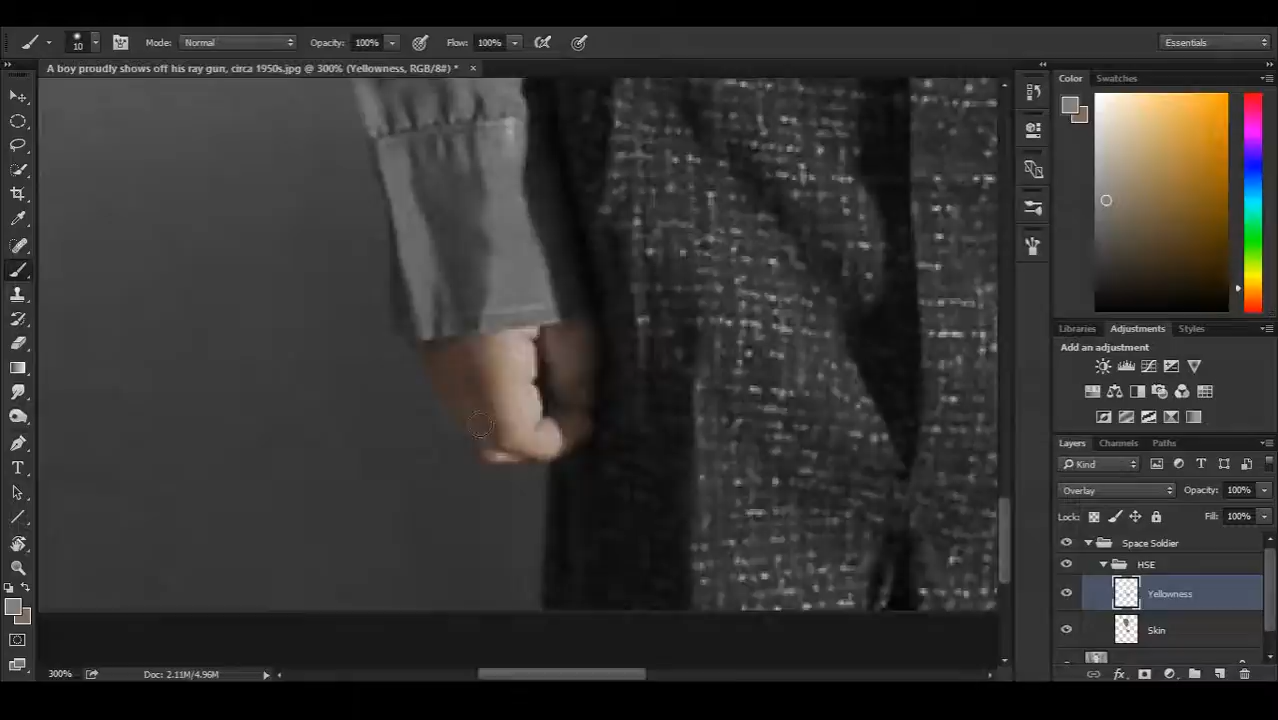 10 Mode: Normal Opacity: 100% Flow: 100% Essentials
A boy proudly shows off his ray gun, circa 1950s.jpg @ 300% (Yellowness, RGB/8#) * ×
Color Swatches
Libraries Adjustments Styles
Add an adjustment
Layers Channels Paths
Kind
Overlay Opacity: 100%
Lock: Fill: 100%
Space Soldier
HSE
Yellowness
Skin
300% Doc: 2.11M/4.96M